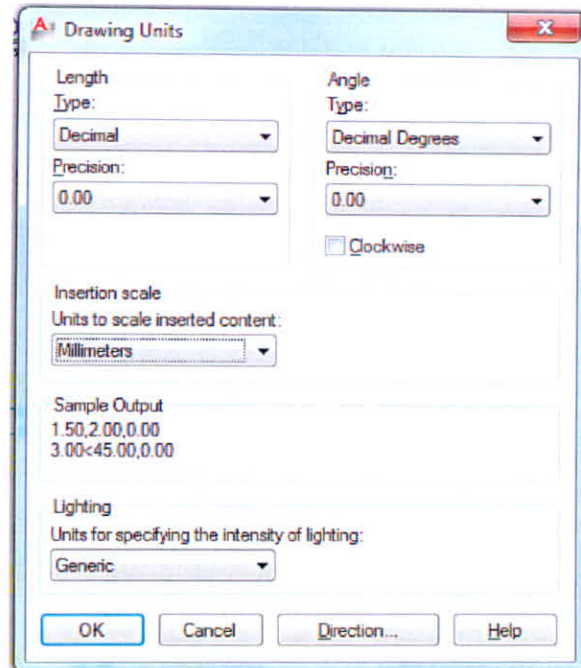 Drawing Units
Length
Type:
Decimal
Precision:
0.00
Angle
Type:
Decimal Degrees
Precision:
0.00
Clockwise
Insertion scale
Units to scale inserted content:
Millimeters
Sample Output
1.50,2.00,0.00
3.00<45.00,0.00
Lighting
Units for specifying the intensity of lighting:
Generic
OK Cancel Direction... Help